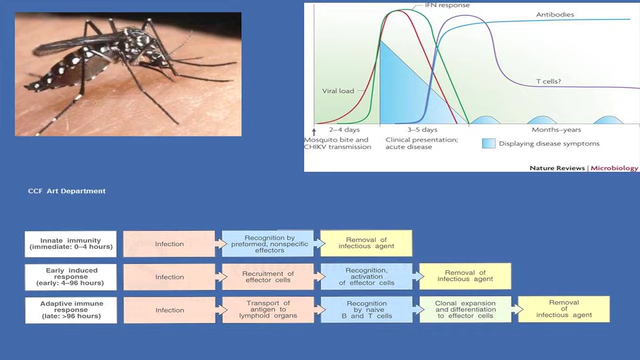 IFN response
Antibodies
T cells?
Viral load
2–4 days
3–5 days
Months–years
Mosquito bite and
CHIKV transmission
Clinical presentation;
acute disease
Displaying disease symptoms
Nature Reviews | Microbiology
CCF Art Department
Innate immunity
(immediate: 0–4 hours)
Infection
Recognition by
preformed, nonspecific
effectors
Removal of
infectious agent
Early induced
response
(early: 4–96 hours)
Infection
Recruitment of
effector cells
Recognition,
activation
of effector cells
Removal of
infectious agent
Adaptive immune
response
(late: >96 hours)
Infection
Transport of
antigen to
lymphoid organs
Recognition
by naive
B and T cells
Clonal expansion
and differentiation
to effector cells
Removal
of
infectious agent